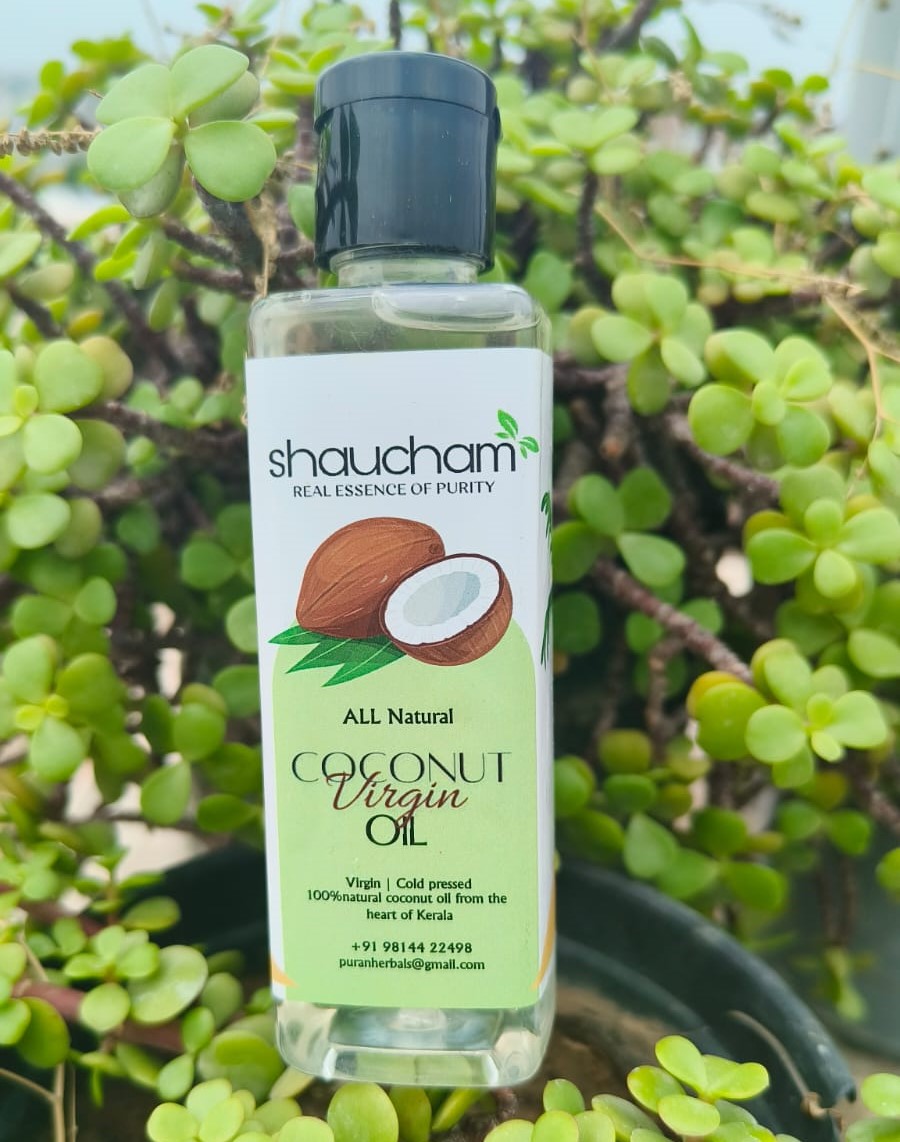 shaucham
REAL ESSENCE OF PURITY
ALL Natural
COCONUT
Virgin
OIL
Virgin | Cold pressed
100%natural coconut oil from the
heart of Kerala
+91 98144 22498
puranherbals@gmail.com